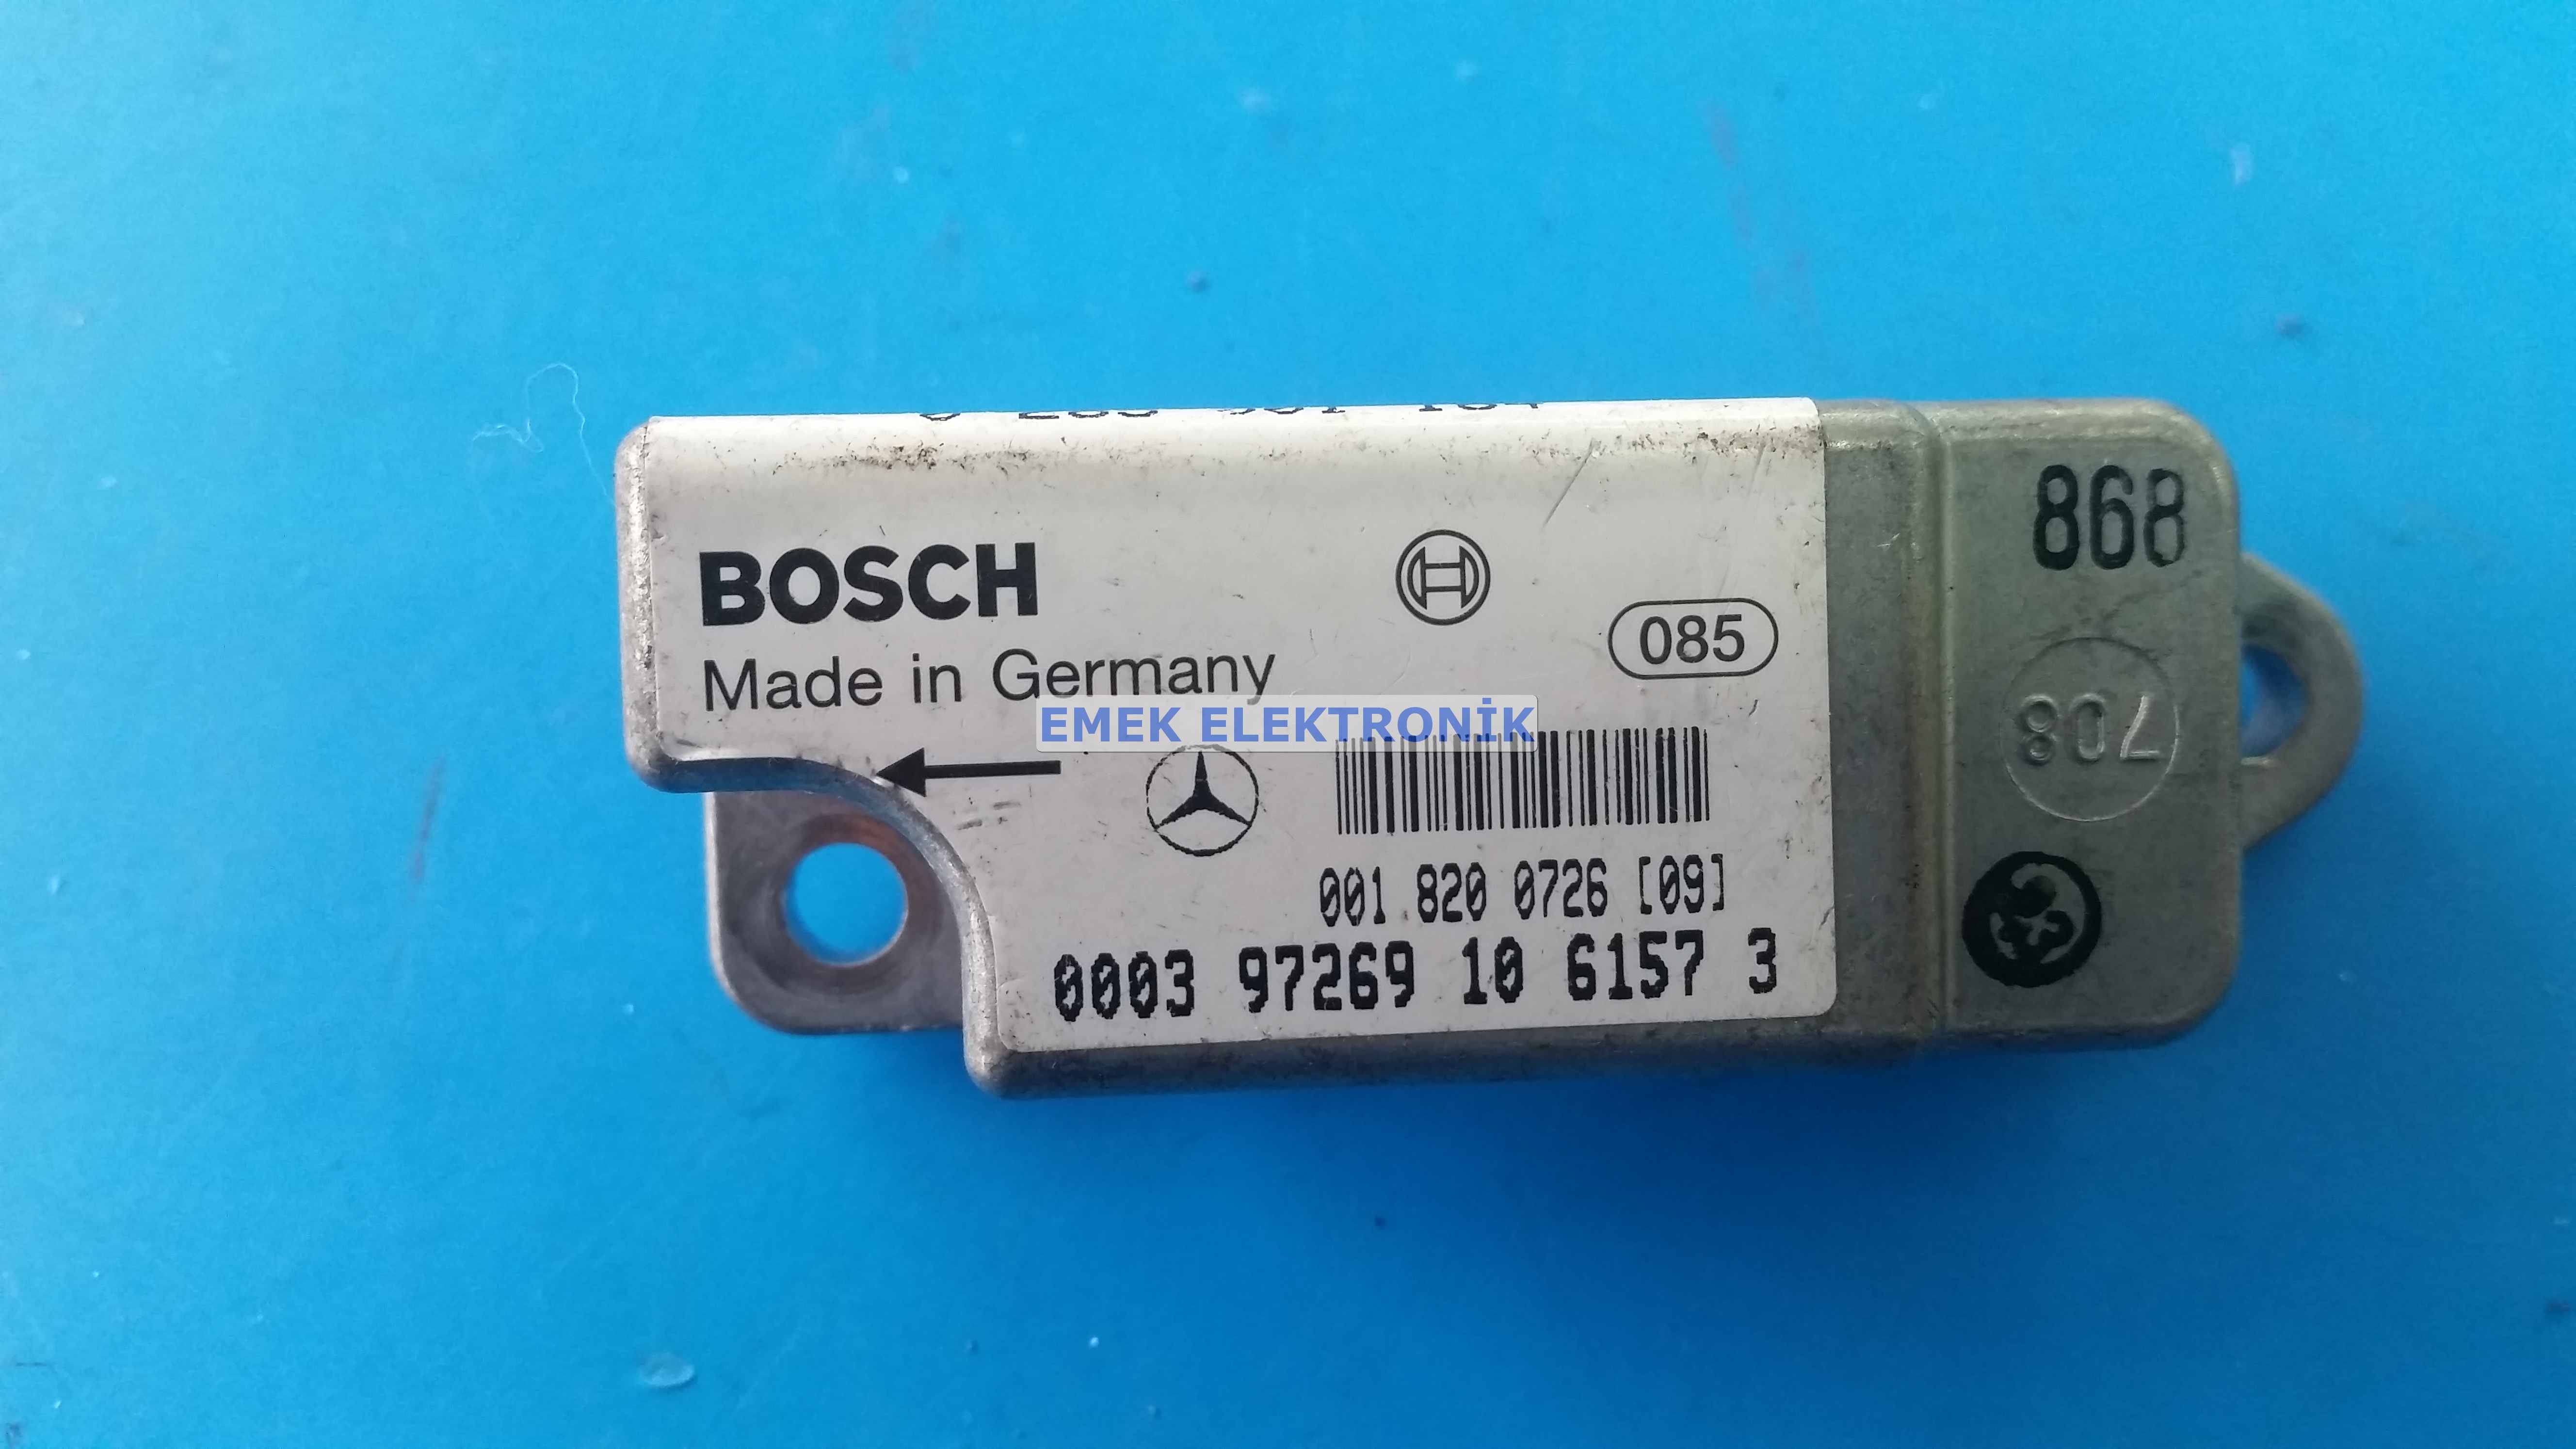 BOSCH
Made in Germany
085
868
708
EMEK ELEKTRONİK
001 820 0726 [09]
0003 97269 10 6157 3